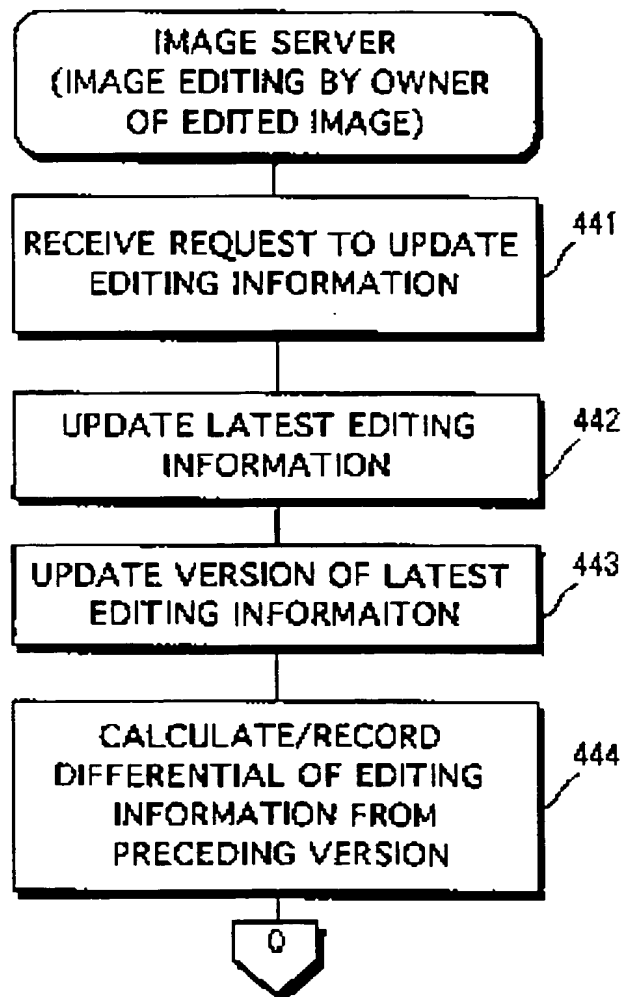 IMAGE SERVER
(IMAGE EDITING BY OWNER
OF EDITED IMAGE)
RECEIVE REQUEST TO UPDATE
EDITING INFORMATION
441
UPDATE LATEST EDITING
INFORMATION
442
UPDATE VERSION OF LATEST
EDITING INFORMAITON
443
CALCULATE/RECORD
DIFFERENTIAL OF EDITING
INFORMATION FROM
PRECEDING VERSION
444
O